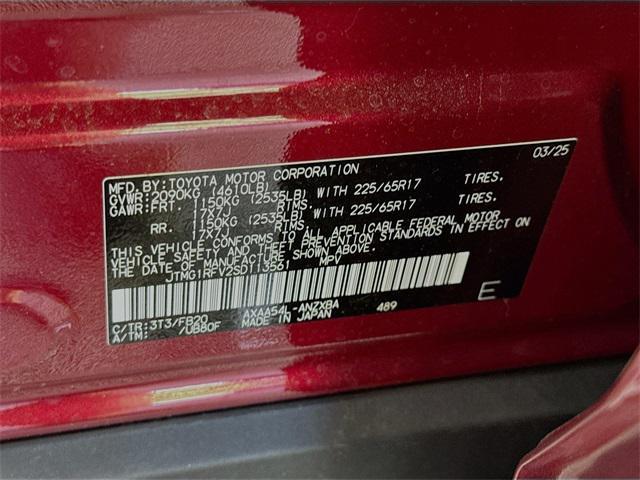 03/25
MFD. BY: TOYOTA MOTOR CORPORATION
GVWR: 2090KG (4610LB)
GAWR: FRT. 1150KG (2535LB) WITH 225/65R17 TIRES.
17X7J RIMS.
RR. 1150KG (2535LB) WITH 225/65R17 TIRES.
17X7J RIMS.
THIS VEHICLE CONFORMS TO ALL APPLICABLE FEDERAL MOTOR
VEHICLE SAFETY AND THEFT PREVENTION STANDARDS IN EFFECT ON
THE DATE OF MANUFACTURE SHOWN ABOVE.
MPV
C/TR: 3T3/FB20 AXAA54L-ANZXBA 489
A/TM: /UB80F MADE IN JAPAN
E